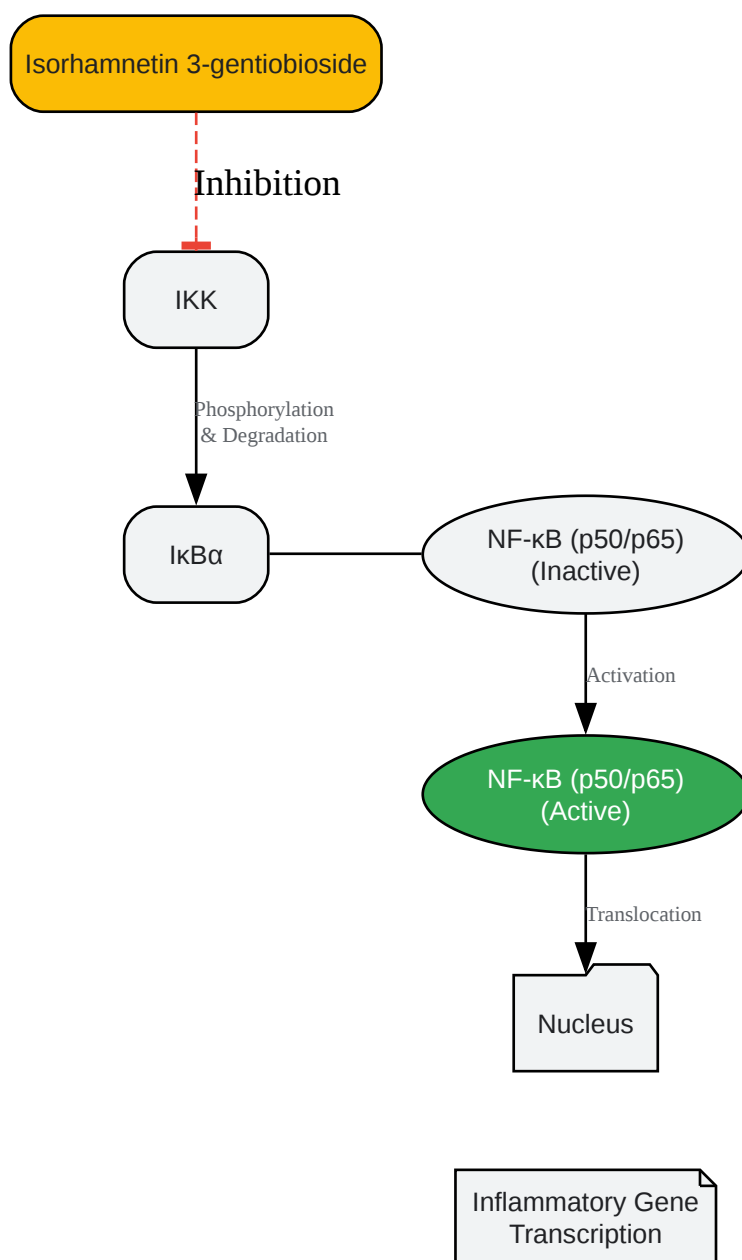 Isorhamnetin 3-gentiobioside
Inhibition
IKK
Phosphorylation
& Degradation
IκBα
NF-κB (p50/p65)
(Inactive)
Activation
NF-κB (p50/p65)
(Active)
Translocation
Nucleus
Inflammatory Gene
Transcription